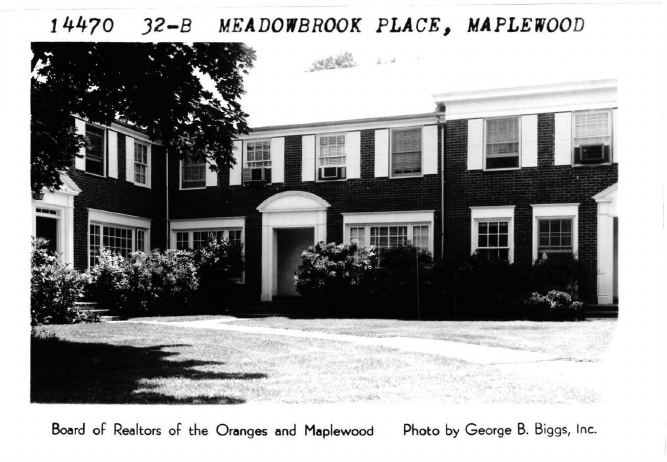 14470 32-B MEADOWBROOK PLACE, MAPLEWOOD
Board of Realtors of the Oranges and Maplewood Photo by George B. Biggs, Inc.